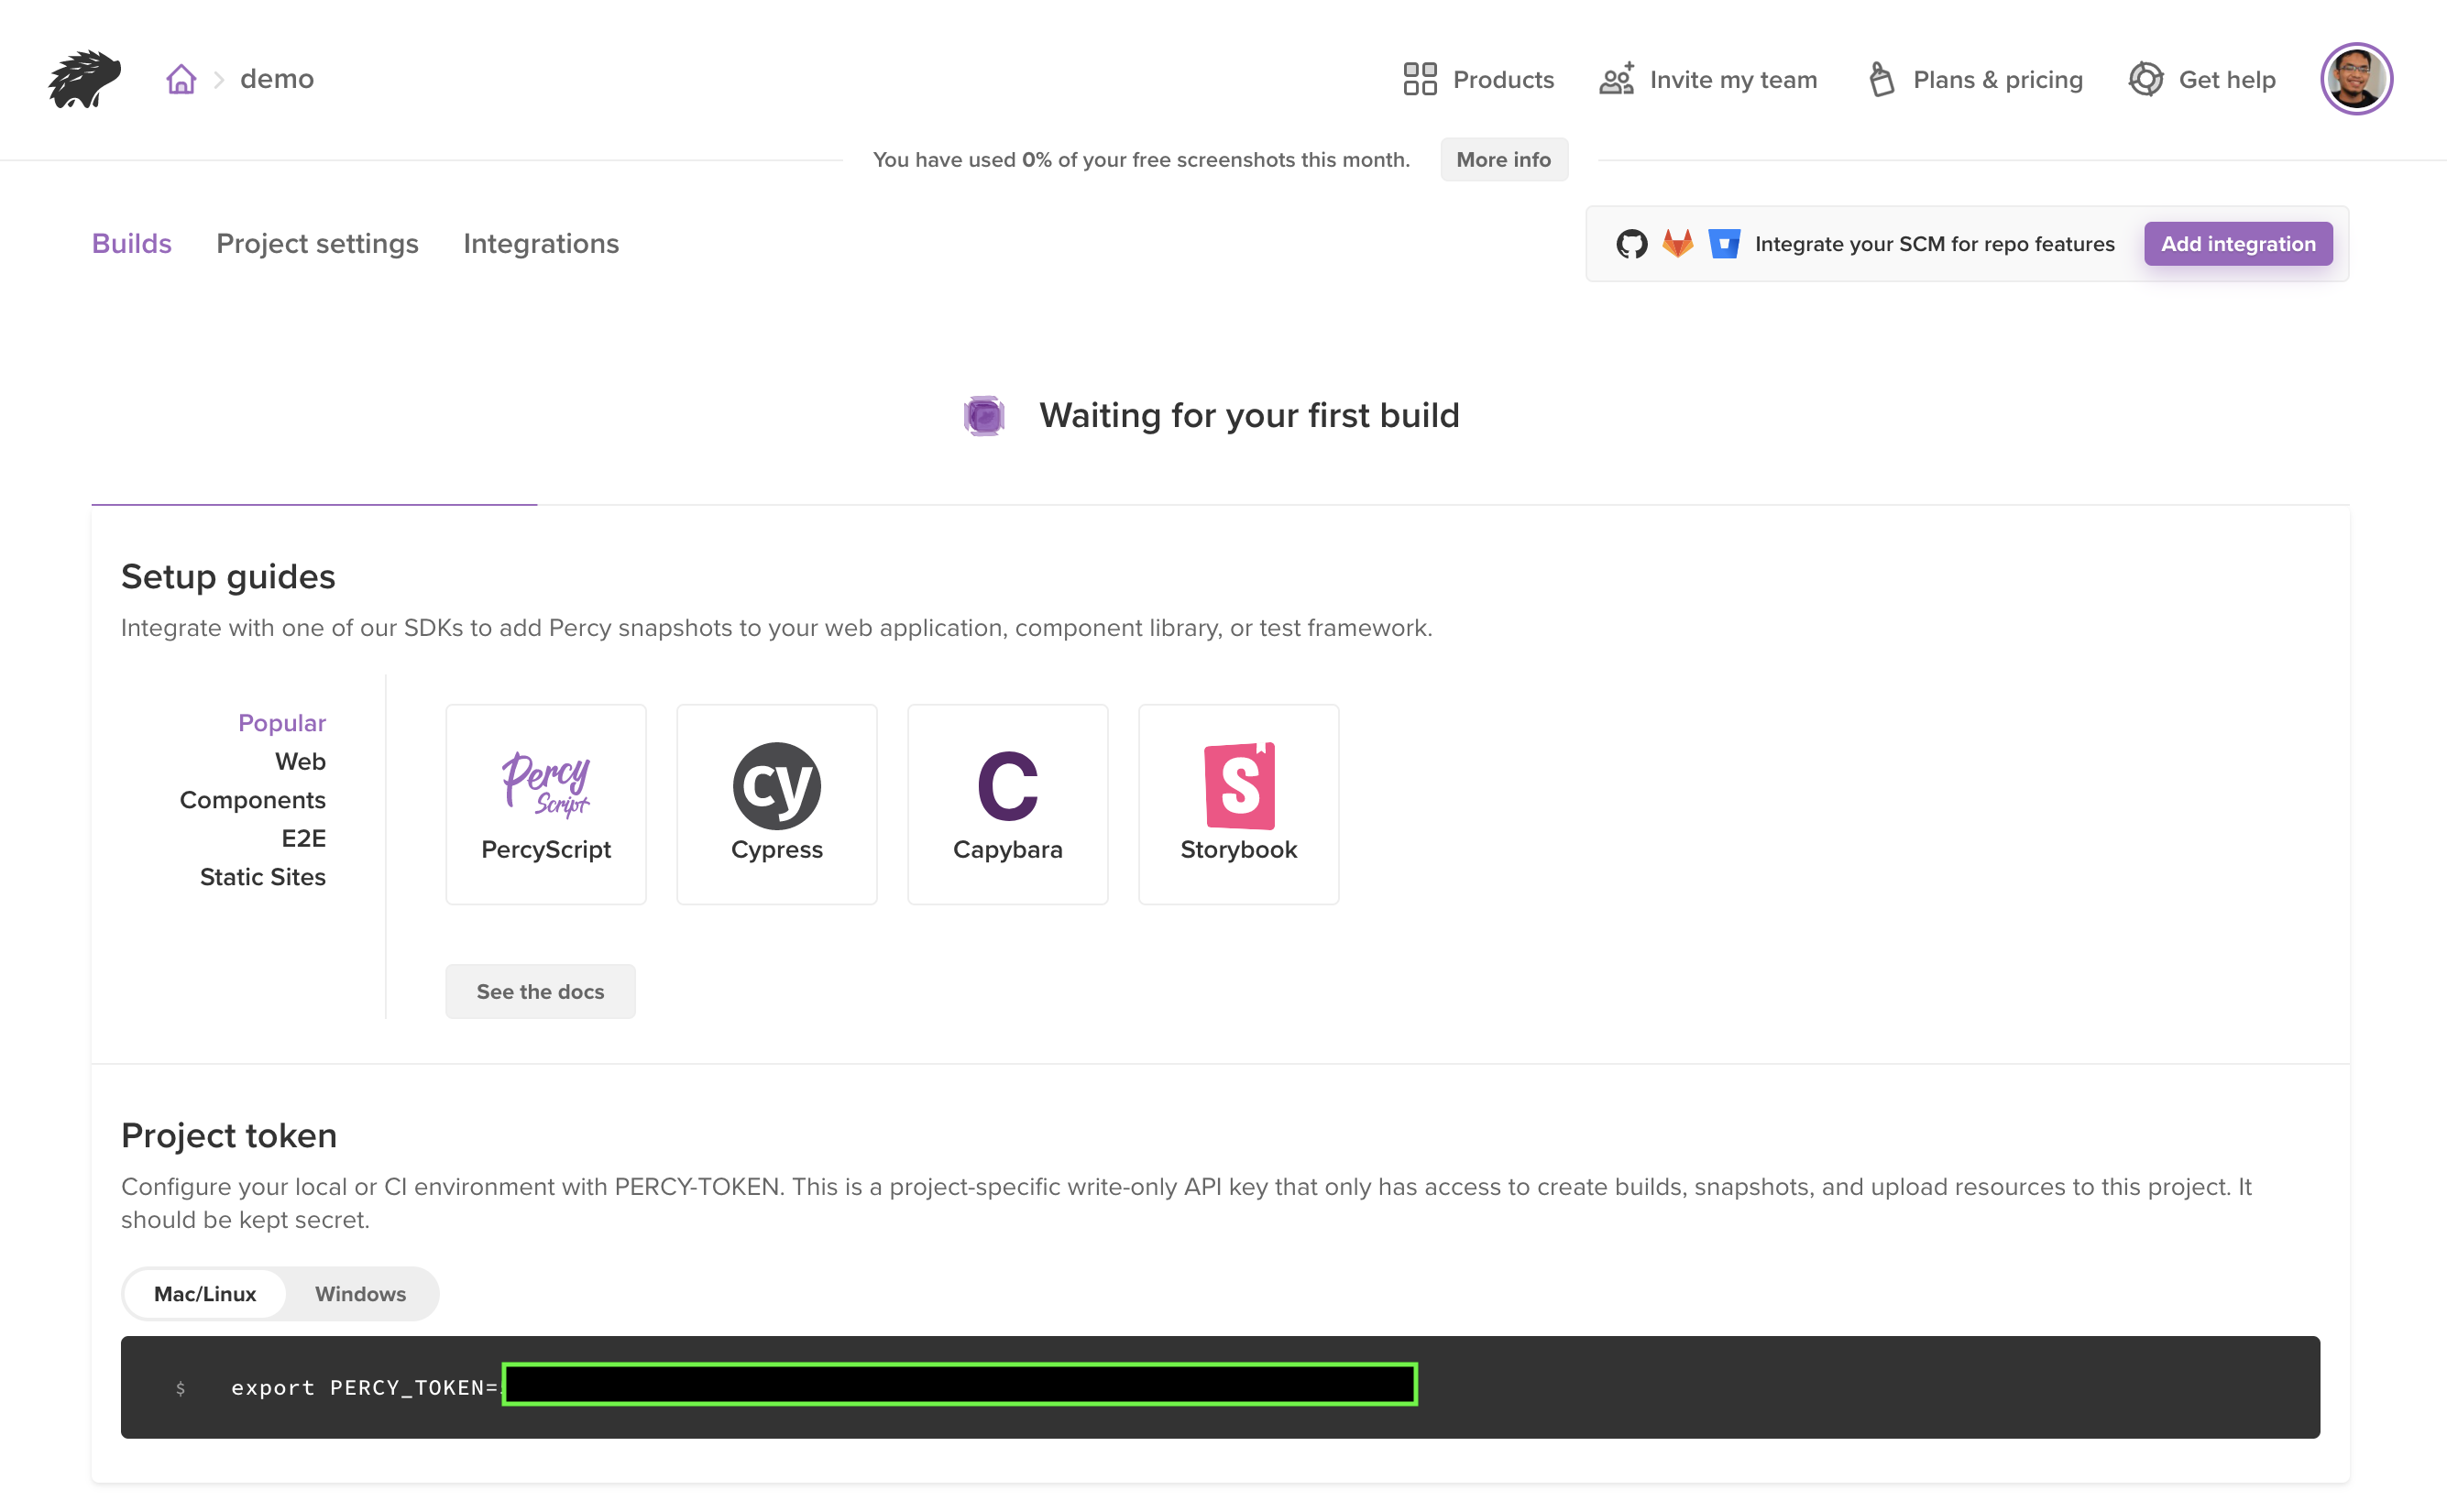 demo
Products
Invite my team
Plans & pricing
Get help
You have used 0% of your free screenshots this month.
More info
Builds
Project settings
Integrations
Integrate your SCM for repo features
Add integration
Waiting for your first build
Setup guides
Integrate with one of our SDKs to add Percy snapshots to your web application, component library, or test framework.
Popular
Web
Components
E2E
Static Sites
Percy
Script
PercyScript
cy
Cypress
C
Capybara
S
Storybook
See the docs
Project token
Configure your local or CI environment with PERCY-TOKEN. This is a project-specific write-only API key that only has access to create builds, snapshots, and upload resources to this project. It
should be kept secret.
Mac/Linux
Windows
$ export PERCY_TOKEN=